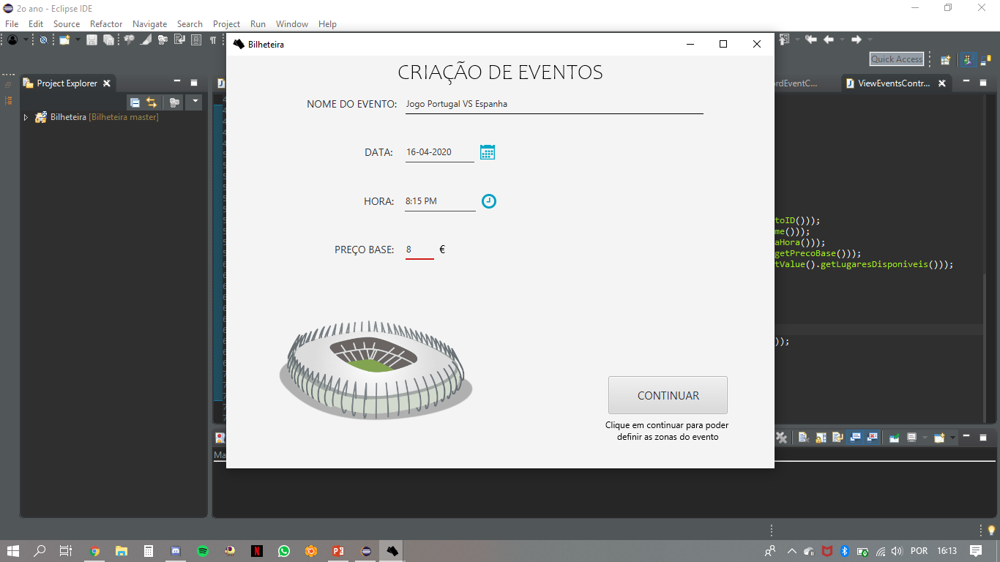 2o ano - Eclipse IDE
File Edit Source Refactor Navigate Search Project Run Window Help
Bilheteira
Quick Access
Project Explorer
ViewEventsContr...
Bilheteira [Bilheteira master]
CRIAÇÃO DE EVENTOS
NOME DO EVENTO: Jogo Portugal VS Espanha
DATA: 16-04-2020
HORA: 8:15 PM
PREÇO BASE: 8 €
toID()));
me()));
aHora()));
getPrecoBase()));
tValue().getLugaresDisponiveis()));
));
CONTINUAR
Clique em continuar para poder
definir as zonas do evento
POR 16:13